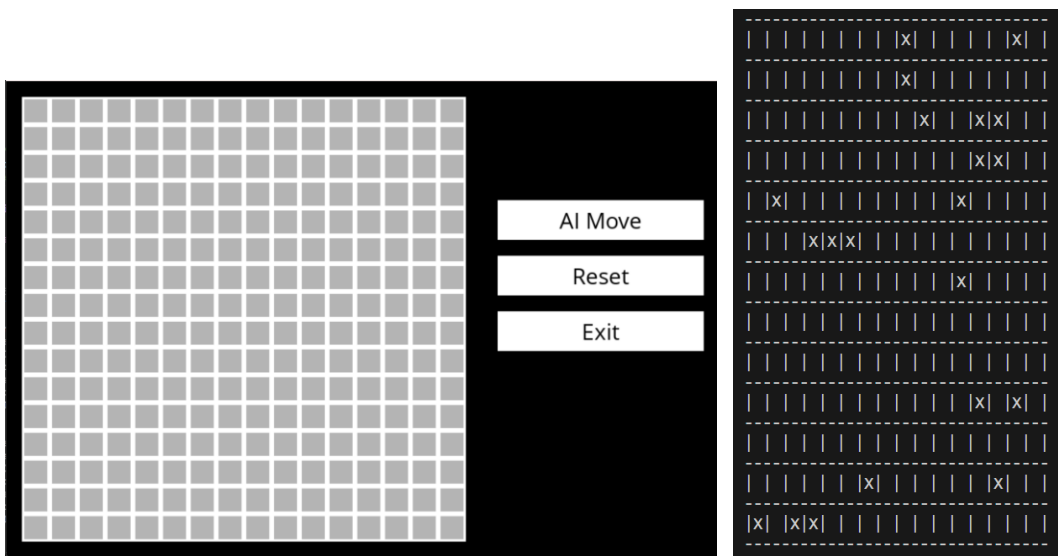 AI Move
Reset
Exit
---------------------------------
| | | | | | | | |x| | | | | |x| |
---------------------------------
| | | | | | | | |x| | | | | | | |
---------------------------------
| | | | | | | | | |x| | |x|x| | |
---------------------------------
| | | | | | | | | | | | |x|x| | |
---------------------------------
| |x| | | | | | | | | |x| | | | |
---------------------------------
| | | |x|x|x| | | | | | | | | | |
---------------------------------
| | | | | | | | | | | |x| | | | |
---------------------------------
| | | | | | | | | | | | | | | | |
---------------------------------
| | | | | | | | | | | | | | | | |
---------------------------------
| | | | | | | | | | | | |x| |x| |
---------------------------------
| | | | | | | | | | | | | | | | |
---------------------------------
| | | | | | |x| | | | | | |x| | |
---------------------------------
|x| |x|x| | | | | | | | | | | | |
---------------------------------